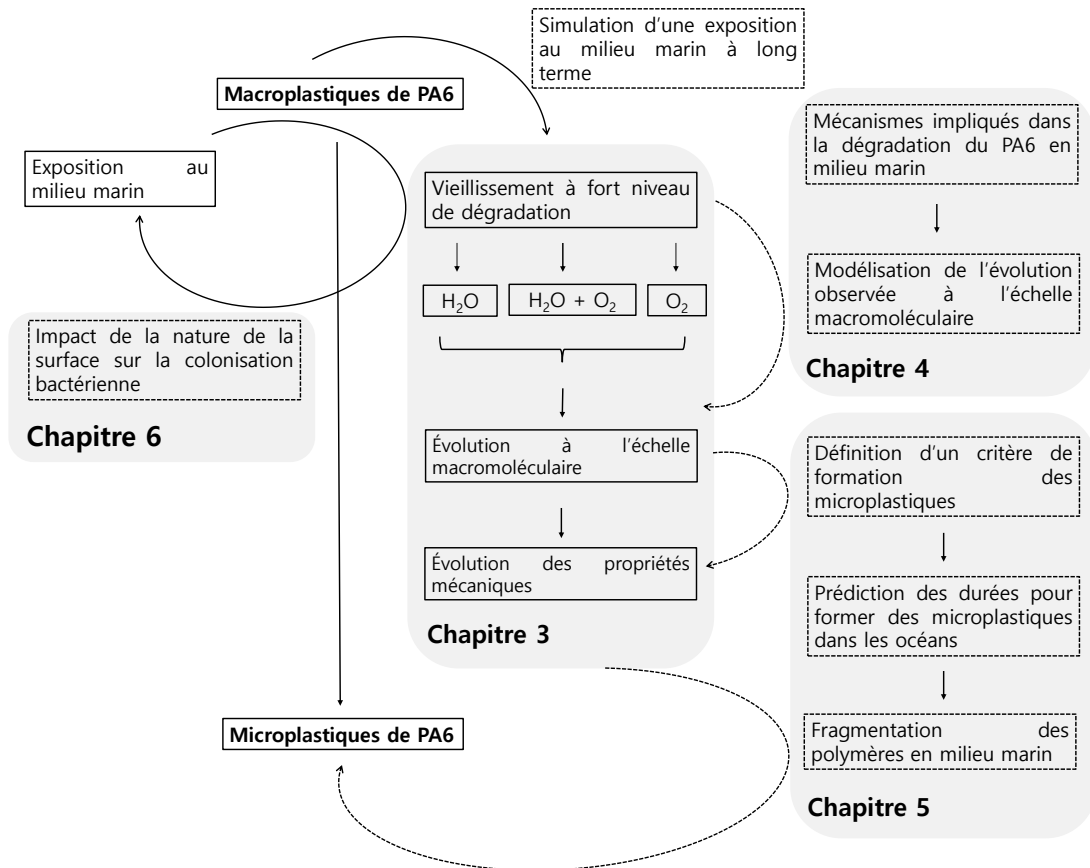 Simulation d'une exposition
au milieu marin à long
terme
Macroplastiques de PA6
Exposition au
milieu marin
Impact de la nature de la
surface sur la colonisation
bactérienne
Chapitre 6
Vieillissement à fort niveau
de dégradation
H₂O
H₂O + O₂
O₂
Évolution à l'échelle
macromoléculaire
Évolution des propriétés
mécaniques
Chapitre 3
Microplastiques de PA6
Mécanismes impliqués dans
la dégradation du PA6 en
milieu marin
Modélisation de l'évolution
observée à l'échelle
macromoléculaire
Chapitre 4
Définition d'un critère de
formation des
microplastiques
Prédiction des durées pour
former des microplastiques
dans les océans
Fragmentation des
polymères en milieu marin
Chapitre 5